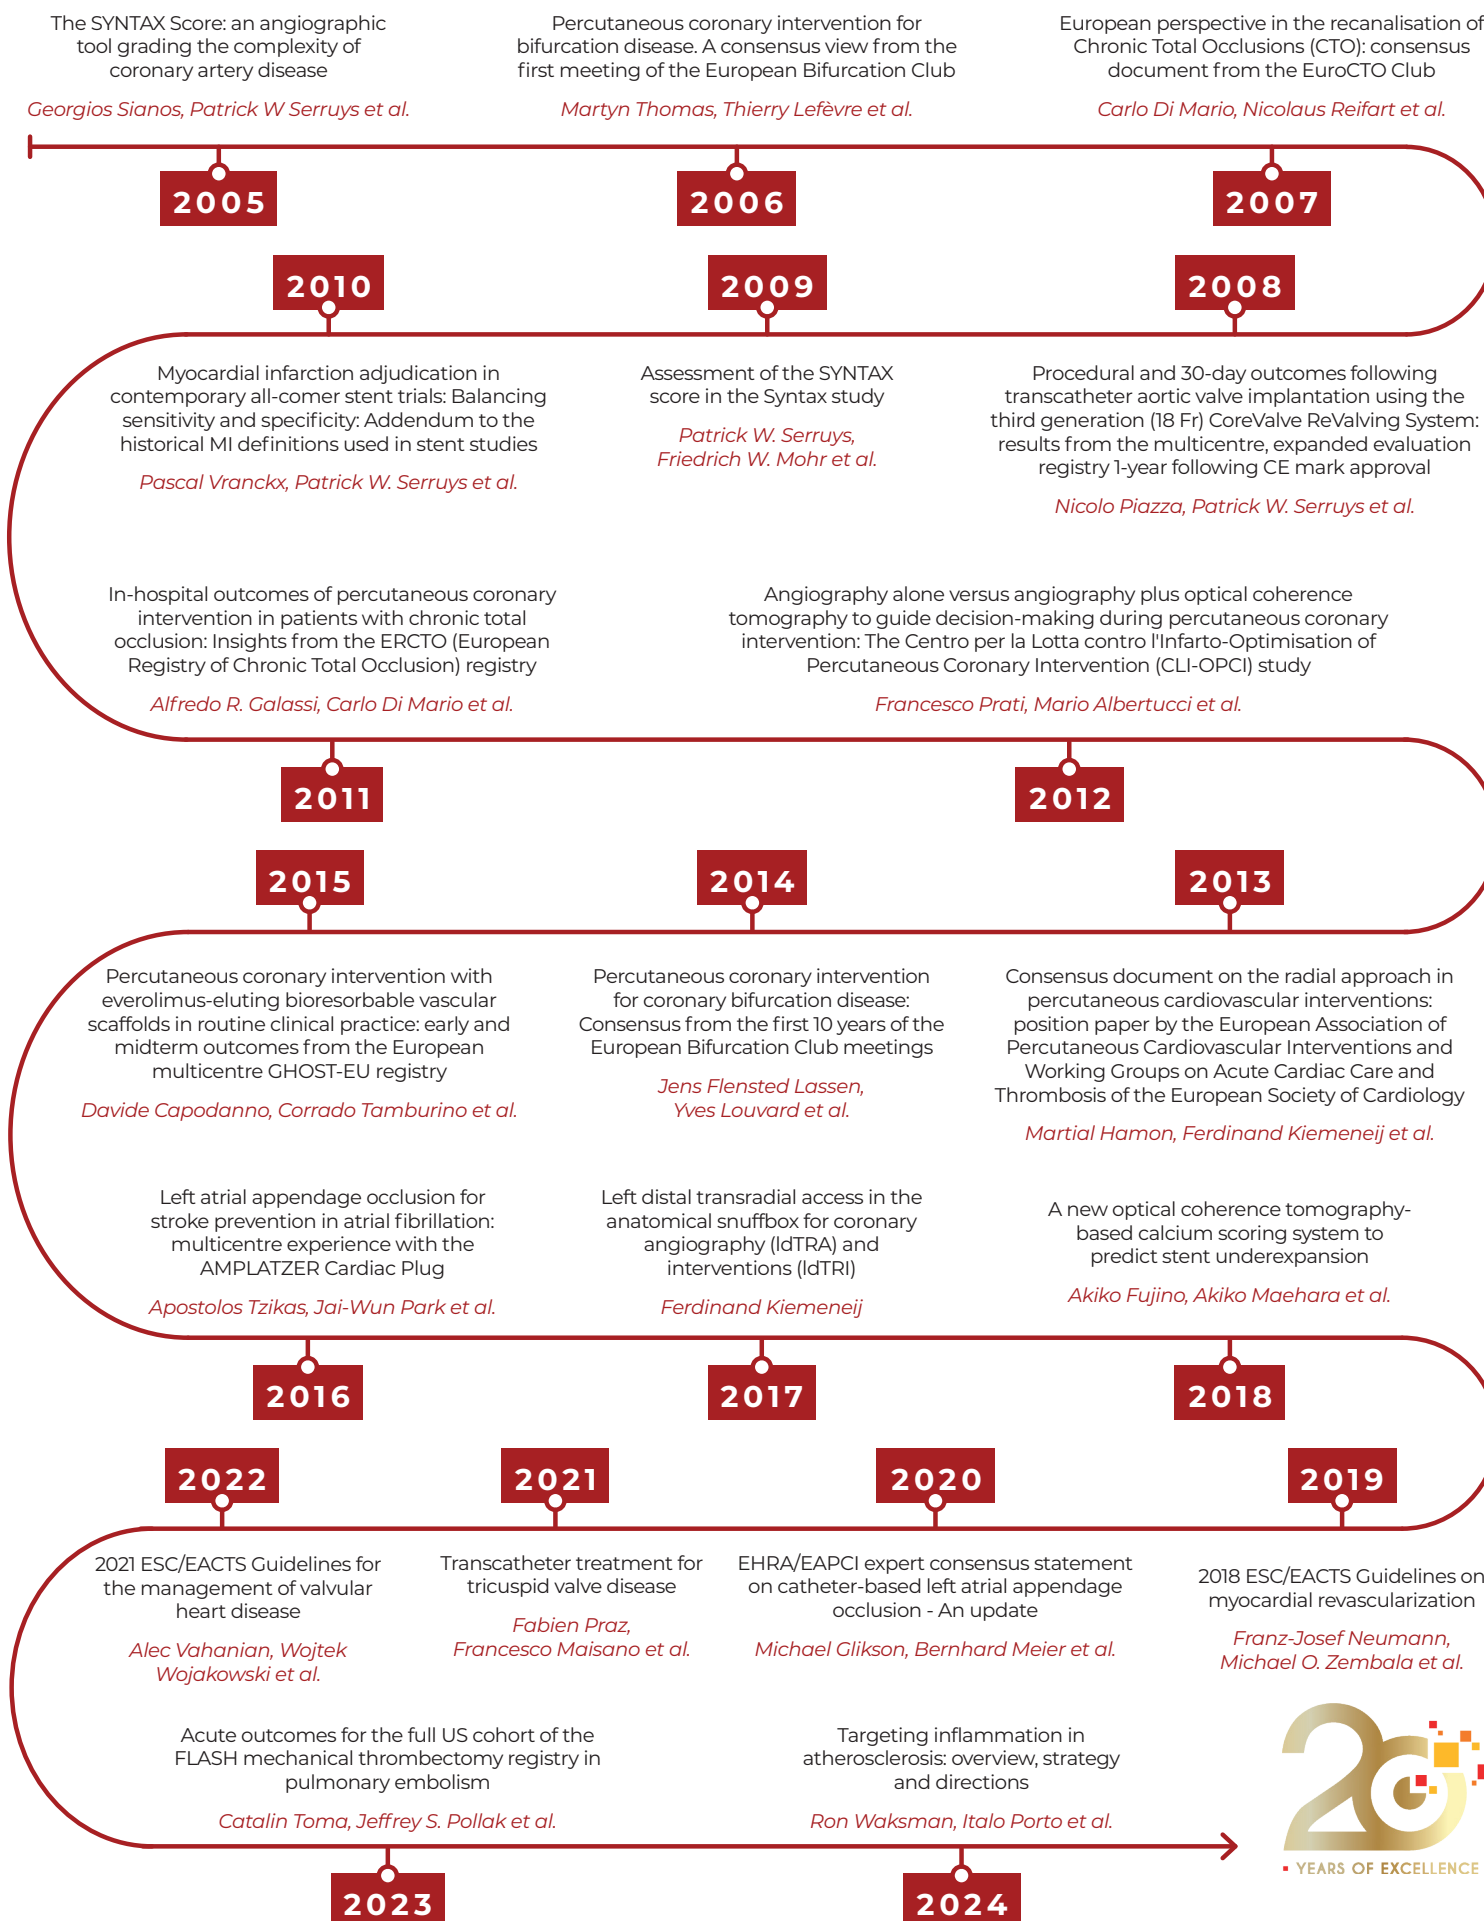 The SYNTAX Score: an angiographic
tool grading the complexity of
coronary artery disease
Georgios Sianos, Patrick W Serruys et al.
2005
Percutaneous coronary intervention for
bifurcation disease. A consensus view from the
first meeting of the European Bifurcation Club
Martyn Thomas, Thierry Lefèvre et al.
2006
European perspective in the recanalisation of
Chronic Total Occlusions (CTO): consensus
document from the EuroCTO Club
Carlo Di Mario, Nicolaus Reifart et al.
2007
2008
Procedural and 30-day outcomes following
transcatheter aortic valve implantation using the
third generation (18 Fr) CoreValve ReValving System:
results from the multicentre, expanded evaluation
registry 1-year following CE mark approval
Nicolo Piazza, Patrick W. Serruys et al.
2009
Assessment of the SYNTAX
score in the Syntax study
Patrick W. Serruys,
Friedrich W. Mohr et al.
2010
Myocardial infarction adjudication in
contemporary all-comer stent trials: Balancing
sensitivity and specificity: Addendum to the
historical MI definitions used in stent studies
Pascal Vranckx, Patrick W. Serruys et al.
In-hospital outcomes of percutaneous coronary
intervention in patients with chronic total
occlusion: Insights from the ERCTO (European
Registry of Chronic Total Occlusion) registry
Alfredo R. Galassi, Carlo Di Mario et al.
2011
Angiography alone versus angiography plus optical coherence
tomography to guide decision-making during percutaneous coronary
intervention: The Centro per la Lotta contro l'Infarto-Optimisation of
Percutaneous Coronary Intervention (CLI-OPCI) study
Francesco Prati, Mario Albertucci et al.
2012
2013
Consensus document on the radial approach in
percutaneous cardiovascular interventions:
position paper by the European Association of
Percutaneous Cardiovascular Interventions and
Working Groups on Acute Cardiac Care and
Thrombosis of the European Society of Cardiology
Martial Hamon, Ferdinand Kiemeneij et al.
2014
Percutaneous coronary intervention
for coronary bifurcation disease:
Consensus from the first 10 years of the
European Bifurcation Club meetings
Jens Flensted Lassen,
Yves Louvard et al.
2015
Percutaneous coronary intervention with
everolimus-eluting bioresorbable vascular
scaffolds in routine clinical practice: early and
midterm outcomes from the European
multicentre GHOST-EU registry
Davide Capodanno, Corrado Tamburino et al.
Left atrial appendage occlusion for
stroke prevention in atrial fibrillation:
multicentre experience with the
AMPLATZER Cardiac Plug
Apostolos Tzikas, Jai-Wun Park et al.
2016
Left distal transradial access in the
anatomical snuffbox for coronary
angiography (ldTRA) and
interventions (ldTRI)
Ferdinand Kiemeneij
2017
A new optical coherence tomography-
based calcium scoring system to
predict stent underexpansion
Akiko Fujino, Akiko Maehara et al.
2018
2019
2018 ESC/EACTS Guidelines on
myocardial revascularization
Franz-Josef Neumann,
Michael O. Zembala et al.
2020
EHRA/EAPCI expert consensus statement
on catheter-based left atrial appendage
occlusion - An update
Michael Glikson, Bernhard Meier et al.
2021
Transcatheter treatment for
tricuspid valve disease
Fabien Praz,
Francesco Maisano et al.
2022
2021 ESC/EACTS Guidelines for
the management of valvular
heart disease
Alec Vahanian, Wojtek
Wojakowski et al.
Acute outcomes for the full US cohort of the
FLASH mechanical thrombectomy registry in
pulmonary embolism
Catalin Toma, Jeffrey S. Pollak et al.
2023
Targeting inflammation in
atherosclerosis: overview, strategy
and directions
Ron Waksman, Italo Porto et al.
2024
20
YEARS OF EXCELLENCE